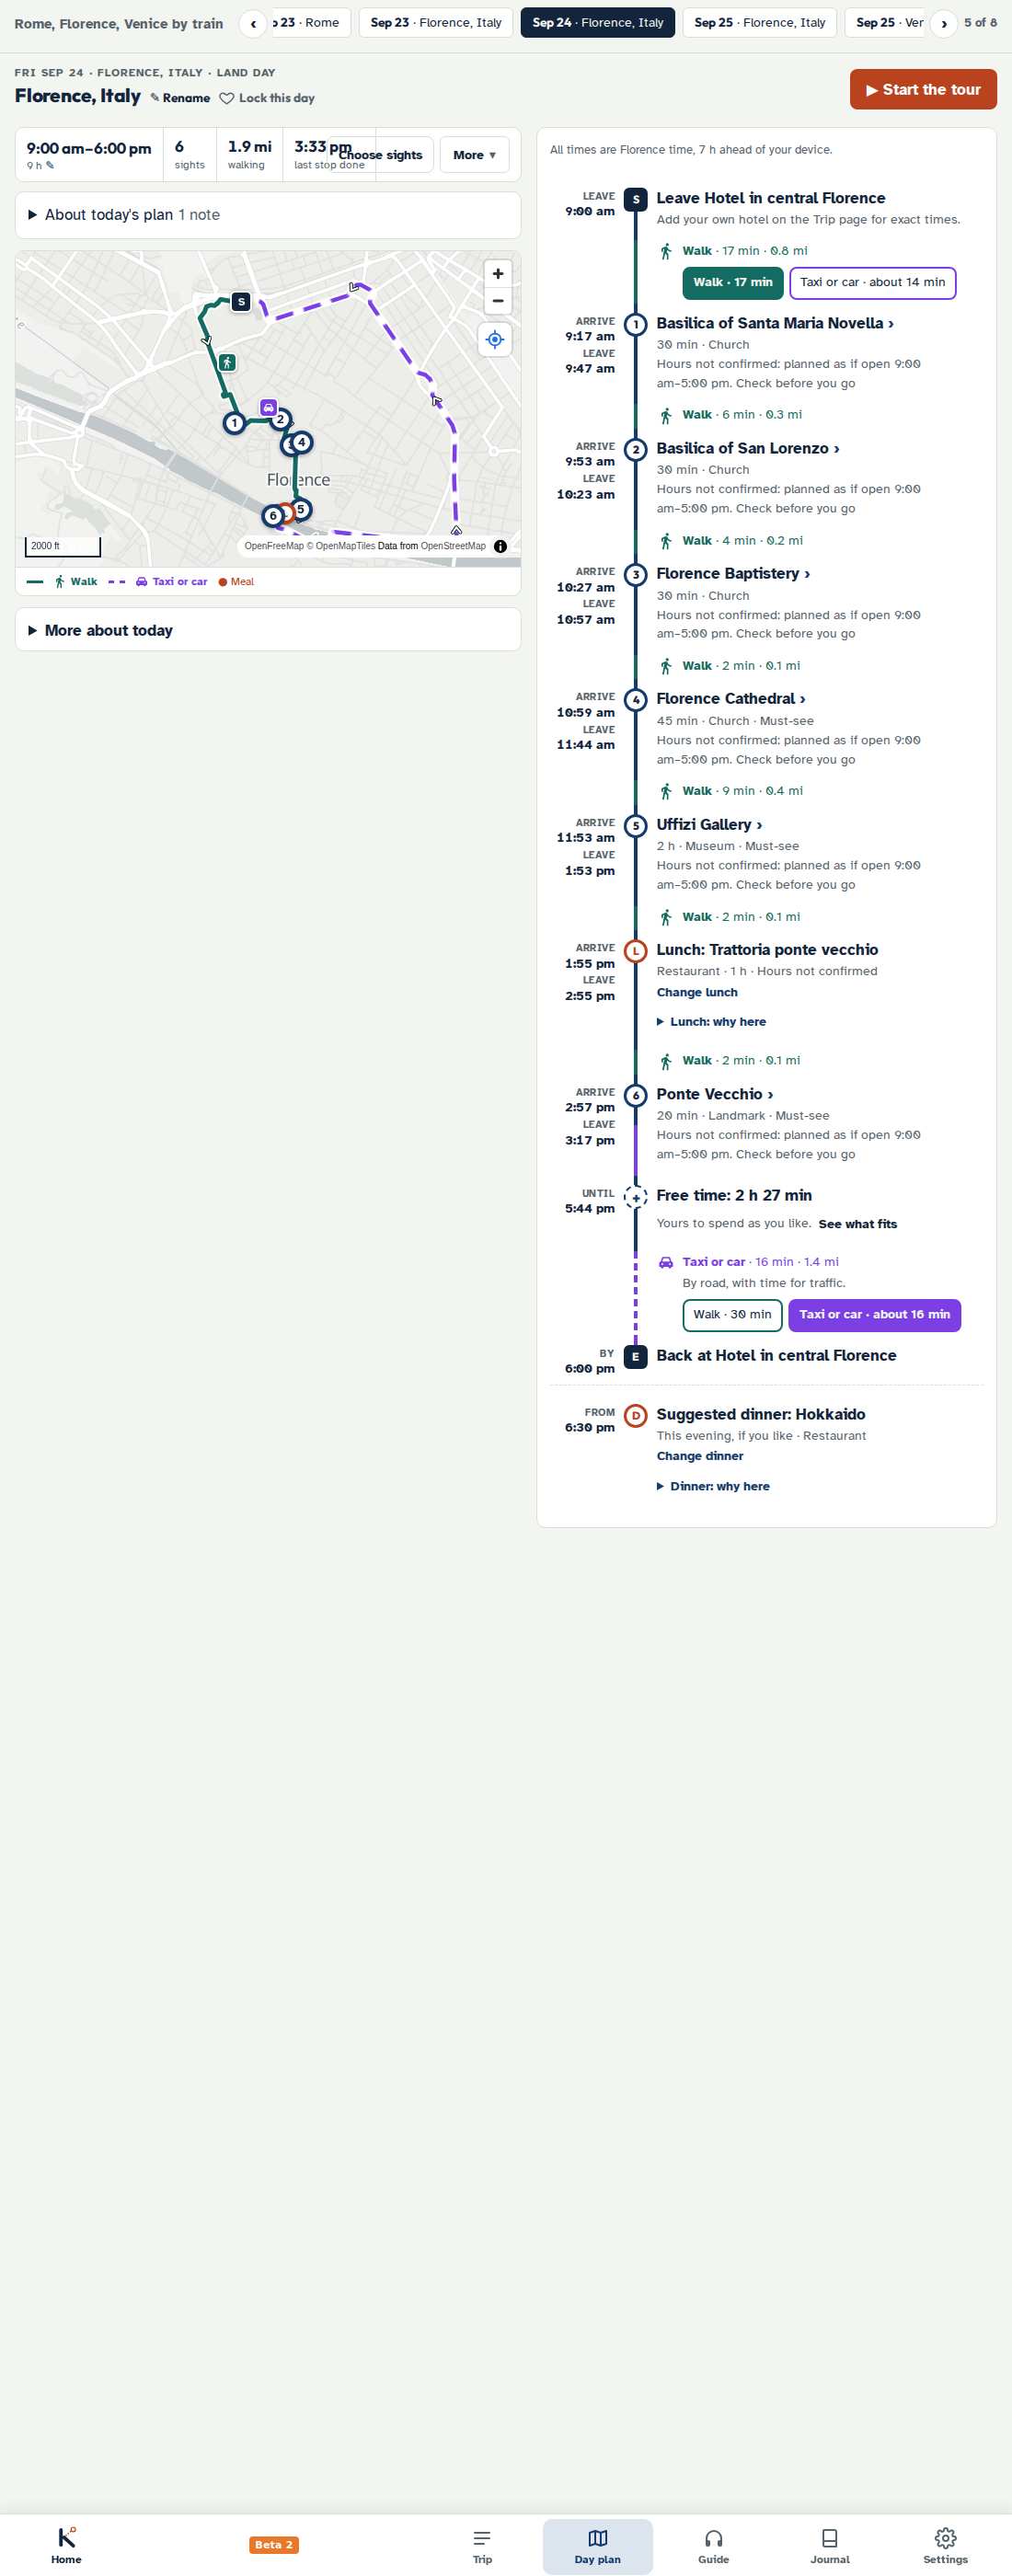 Rome, Florence, Venice by train
‹
23 · Rome
Sep 23 · Florence, Italy
Sep 24 · Florence, Italy
Sep 25 · Florence, Italy
Sep 25 · Ver
›
5 of 8
FRI SEP 24 · FLORENCE, ITALY · LAND DAY
Florence, Italy ✎ Rename Lock this day
▶ Start the tour
9:00 am–6:00 pm
9 h ✎
6
sights
1.9 mi
walking
3:33 pm
last stop done
Choose sights
More ▾
▶ About today's plan 1 note
S
1
2
4
Florence
5
6
+
−
2000 ft
OpenFreeMap © OpenMapTiles Data from OpenStreetMap
Walk
Taxi or car
Meal
▶ More about today
All times are Florence time, 7 h ahead of your device.
LEAVE
9:00 am
S
Leave Hotel in central Florence
Add your own hotel on the Trip page for exact times.
Walk · 17 min · 0.8 mi
Walk · 17 min
Taxi or car · about 14 min
ARRIVE
9:17 am
LEAVE
9:47 am
1
Basilica of Santa Maria Novella ›
30 min · Church
Hours not confirmed: planned as if open 9:00
am–5:00 pm. Check before you go
Walk · 6 min · 0.3 mi
ARRIVE
9:53 am
LEAVE
10:23 am
2
Basilica of San Lorenzo ›
30 min · Church
Hours not confirmed: planned as if open 9:00
am–5:00 pm. Check before you go
Walk · 4 min · 0.2 mi
ARRIVE
10:27 am
LEAVE
10:57 am
3
Florence Baptistery ›
30 min · Church
Hours not confirmed: planned as if open 9:00
am–5:00 pm. Check before you go
Walk · 2 min · 0.1 mi
ARRIVE
10:59 am
LEAVE
11:44 am
4
Florence Cathedral ›
45 min · Church · Must-see
Hours not confirmed: planned as if open 9:00
am–5:00 pm. Check before you go
Walk · 9 min · 0.4 mi
ARRIVE
11:53 am
LEAVE
1:53 pm
5
Uffizi Gallery ›
2 h · Museum · Must-see
Hours not confirmed: planned as if open 9:00
am–5:00 pm. Check before you go
Walk · 2 min · 0.1 mi
ARRIVE
1:55 pm
LEAVE
2:55 pm
L
Lunch: Trattoria ponte vecchio
Restaurant · 1 h · Hours not confirmed
Change lunch
▶ Lunch: why here
Walk · 2 min · 0.1 mi
ARRIVE
2:57 pm
LEAVE
3:17 pm
6
Ponte Vecchio ›
20 min · Landmark · Must-see
Hours not confirmed: planned as if open 9:00
am–5:00 pm. Check before you go
UNTIL
5:44 pm
+
Free time: 2 h 27 min
Yours to spend as you like. See what fits
Taxi or car · 16 min · 1.4 mi
By road, with time for traffic.
Walk · 30 min
Taxi or car · about 16 min
BY
6:00 pm
E
Back at Hotel in central Florence
FROM
6:30 pm
D
Suggested dinner: Hokkaido
This evening, if you like · Restaurant
Change dinner
▶ Dinner: why here
Home
Beta 2
Trip
Day plan
Guide
Journal
Settings